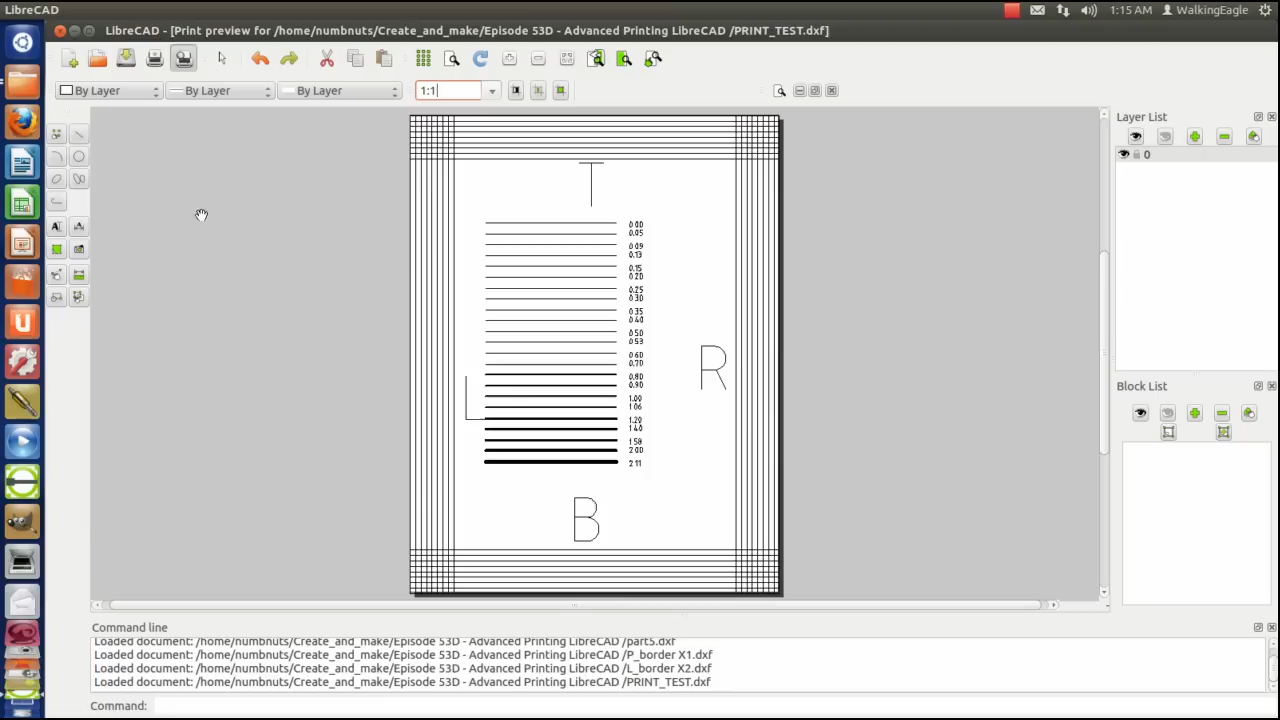 LibreCAD
1:15 AM
WalkingEagle
LibreCAD - [Print preview for /home/numbnuts/Create_and_make/Episode 53D - Advanced Printing LibreCAD /PRINT_TEST.dxf]
By Layer
By Layer
By Layer
1:1
Layer List
0
T
0.00
0.05
0.09
0.13
0.15
0.20
0.25
0.30
0.35
0.40
0.50
0.53
0.60
0.70
0.80
0.90
1.00
1.06
1.20
1.40
1.58
2.00
2.11
L
R
B
Block List
Command line
Loaded document: /home/numbnuts/Create_and_make/Episode 53D - Advanced Printing LibreCAD /part5.dxf
Loaded document: /home/numbnuts/Create_and_make/Episode 53D - Advanced Printing LibreCAD /P_border X1.dxf
Loaded document: /home/numbnuts/Create_and_make/Episode 53D - Advanced Printing LibreCAD /L_border X2.dxf
Loaded document: /home/numbnuts/Create_and_make/Episode 53D - Advanced Printing LibreCAD /PRINT_TEST.dxf
Command: